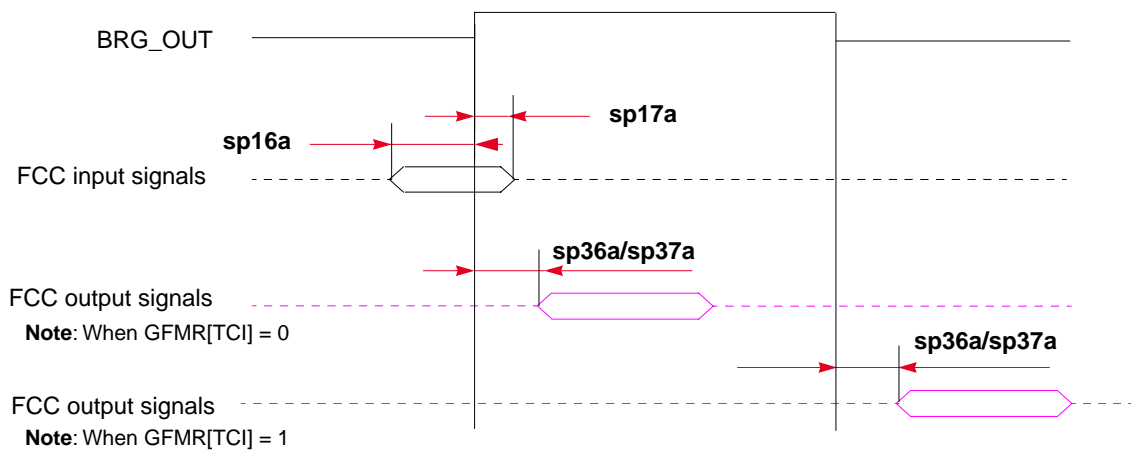 BRG_OUT
sp17a
sp16a
FCC input signals
sp36a/sp37a
FCC output signals
Note: When GFMR[TCI] = 0
sp36a/sp37a
FCC output signals
Note: When GFMR[TCI] = 1